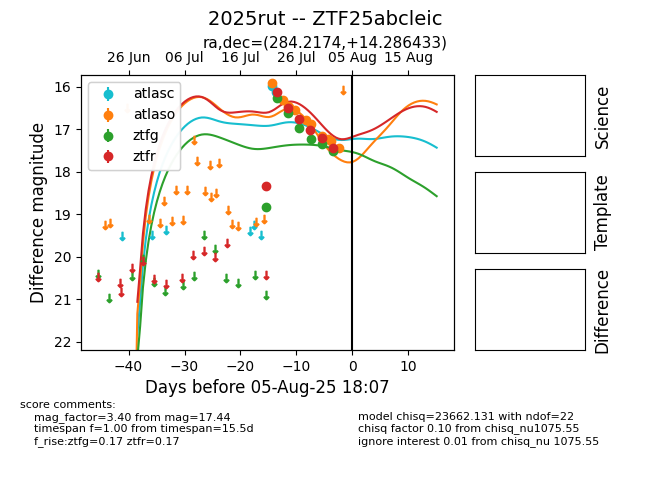 2025rut -- ZTF25abcleic
ra,dec=(284.2174,+14.286433)
26 Jun 06 Jul 16 Jul 26 Jul 05 Aug 15 Aug
atlasc
atlaso
ztfg
ztfr
16
17
18
19
20
21
22
Difference magnitude
−40 −30 −20 −10 0 10
Days before 05-Aug-25 18:07
Science
Template
Difference
score comments:
mag_factor=3.40 from mag=17.44
timespan f=1.00 from timespan=15.5d
f_rise:ztfg=0.17 ztfr=0.17
model chisq=23662.131 with ndof=22
chisq factor 0.10 from chisq_nu1075.55
ignore interest 0.01 from chisq_nu 1075.55